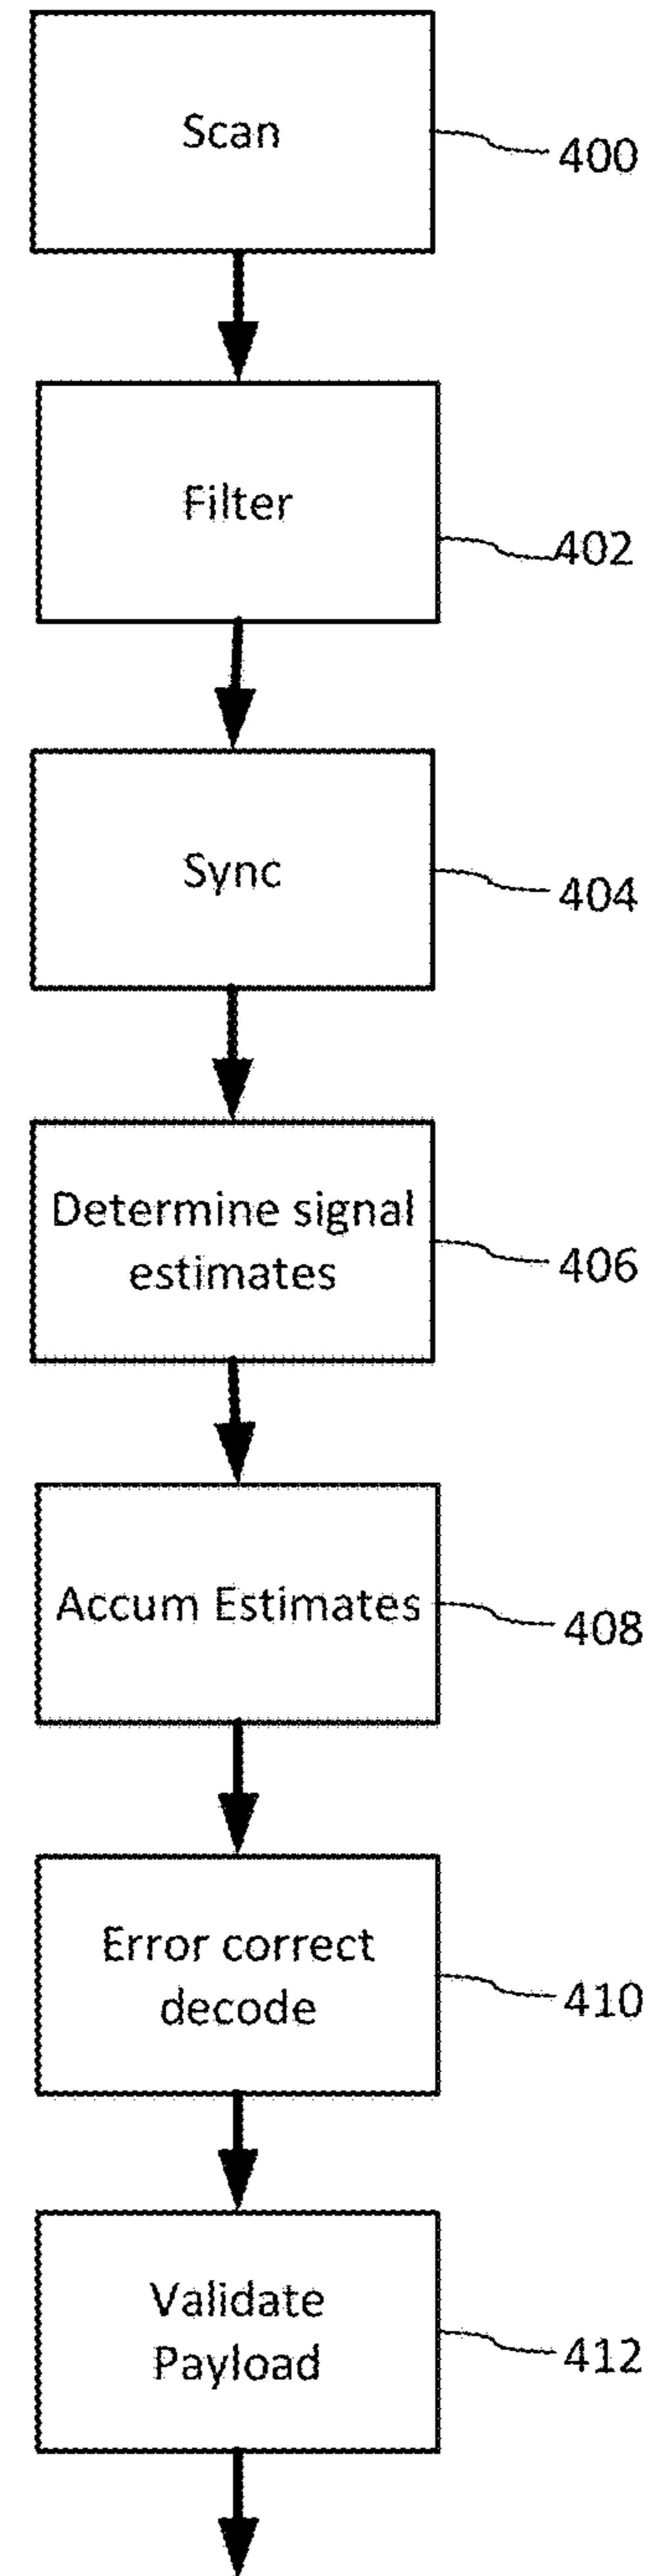 Scan
400
Filter
402
Sync
404
Determine signal
estimates
406
Accum Estimates
408
Error correct
decode
410
Validate
Payload
412